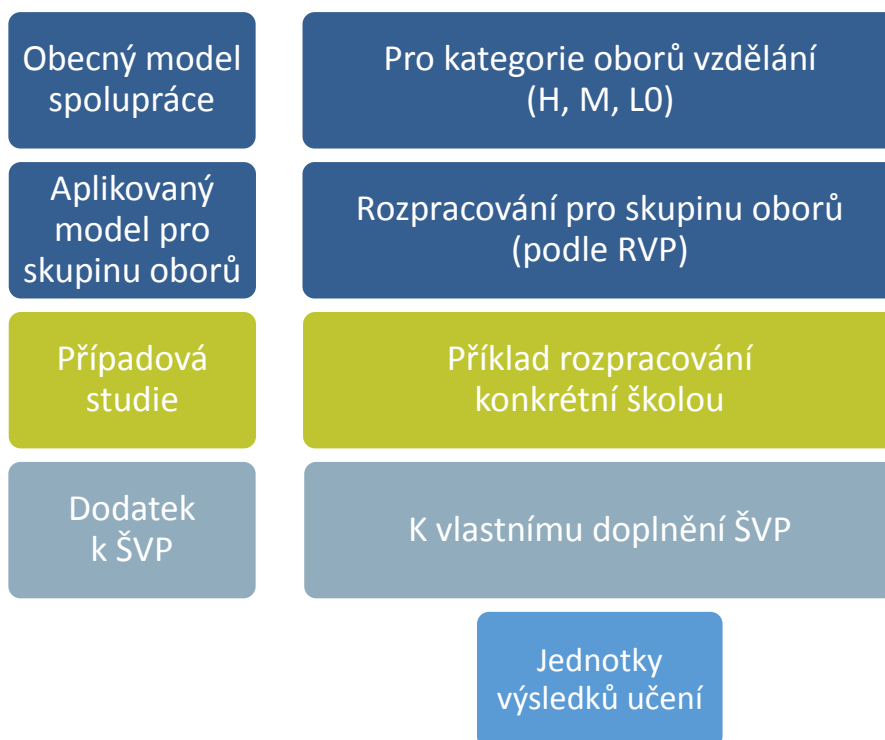 Obecný model
spolupráce
Pro kategorie oborů vzdělání
(H, M, L0)
Aplikovaný
model pro
skupinu oborů
Rozpracování pro skupinu oborů
(podle RVP)
Případová
studie
Příklad rozpracování
konkrétní školou
Dodatek
k ŠVP
K vlastnímu doplnění ŠVP
Jednotky
výsledků učení